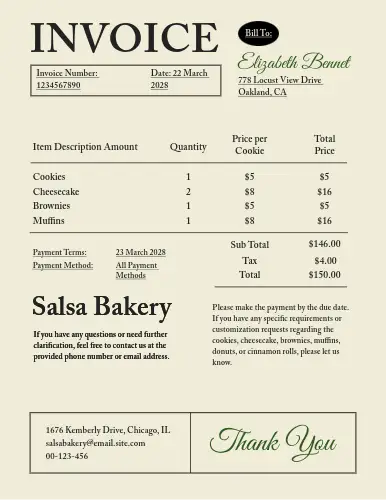 INVOICE
Bill To:
Elizabeth Bennet
Invoice Number:
1234567890
Date: 22 March
2028
778 Locust View Drive
Oakland, CA
Item Description Amount Quantity Price per Cookie Total Price
Cookies 1 $5 $5
Cheesecake 2 $8 $16
Brownies 1 $5 $5
Muffins 1 $8 $16
Sub Total $146.00
Tax $4.00
Total $150.00
Payment Terms: 23 March 2028
Payment Method: All Payment
Methods
Salsa Bakery
If you have any questions or need further
clarification, feel free to contact us at the
provided phone number or email address.
Please make the payment by the due date.
If you have any specific requirements or
customization requests regarding the
cookies, cheesecake, brownies, muffins,
donuts, or cinnamon rolls, please let us
know.
1676 Kemberly Drive, Chicago, IL
salsabakery@email.site.com
00-123-456
Thank You